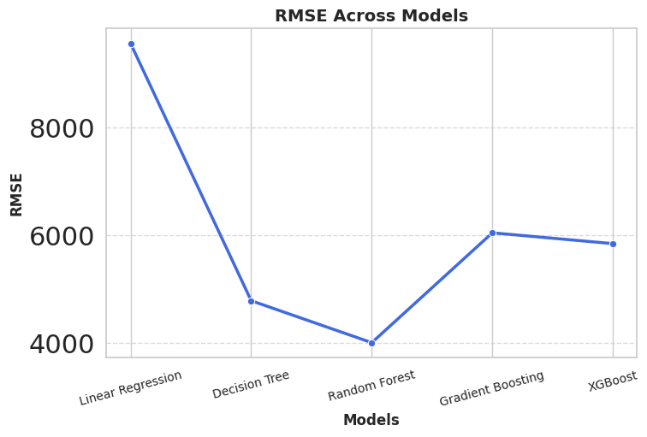 RMSE Across Models
RMSE
8000
6000
4000
Linear Regression
Decision Tree
Random Forest
Gradient Boosting
XGBoost
Models